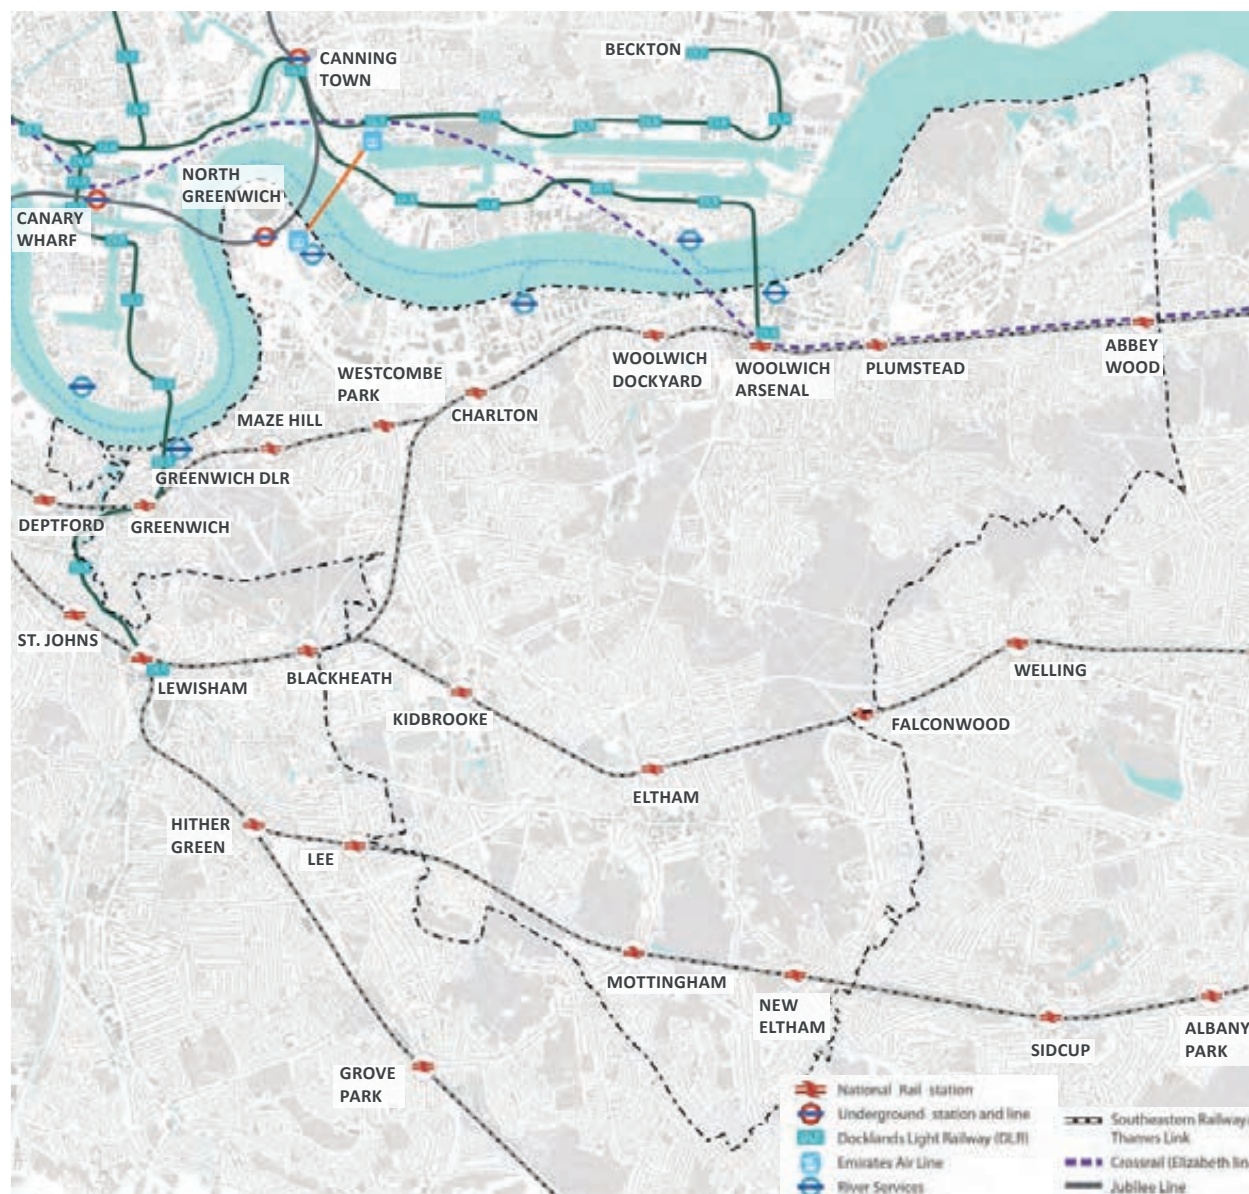 BECKTON
CANNING
TOWN
NORTH
GREENWICH
CANARY
WHARF
WOOLWICH
DOCKYARD
WOOLWICH
ARSENAL
PLUMSTEAD
ABBEY
WOOD
WESTCOMBE
PARK
CHARLTON
MAZE HILL
GREENWICH DLR
DEPTFORD
GREENWICH
ST. JOHNS
LEWISHAM
BLACKHEATH
KIDBROOKE
WELLING
FALCONWOOD
ELTHAM
HITHER
GREEN
LEE
MOTTINGHAM
NEW
ELTHAM
SIDCUP
ALBANY
PARK
GROVE
PARK
National Rail station
Underground station and line
Docklands Light Railway (DLR)
Emirates Air Line
River Services
Southeastern Railway
Thames Link
Crossrail (Elizabeth lin
Jubilee Line